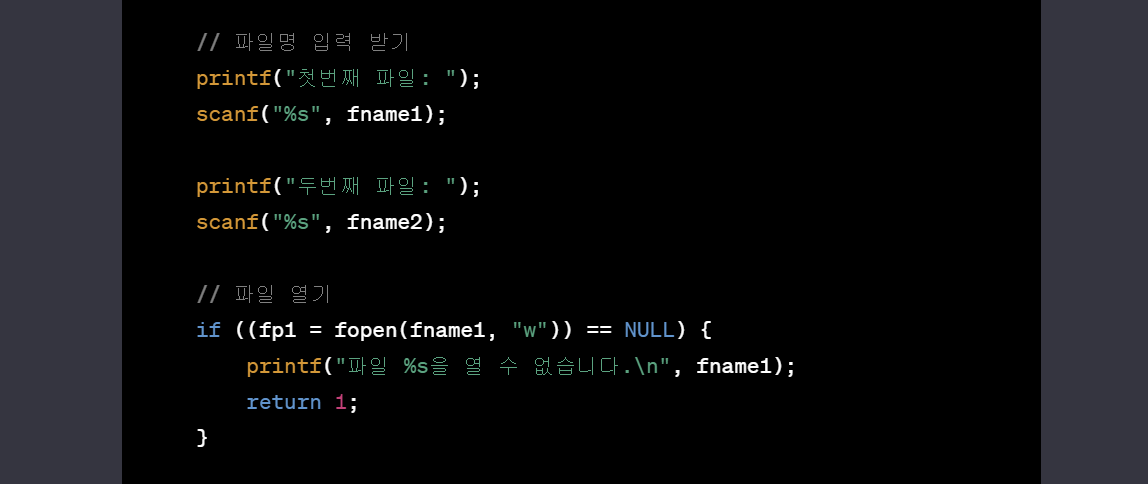 // 파일명 입력 받기
printf("첫번째 파일: ");
scanf("%s", fname1);
printf("두번째 파일: ");
scanf("%s", fname2);
// 파일 열기
if ((fp1 = fopen(fname1, "w")) == NULL) {
printf("파일 %s을 열 수 없습니다.\n", fname1);
return 1;
}